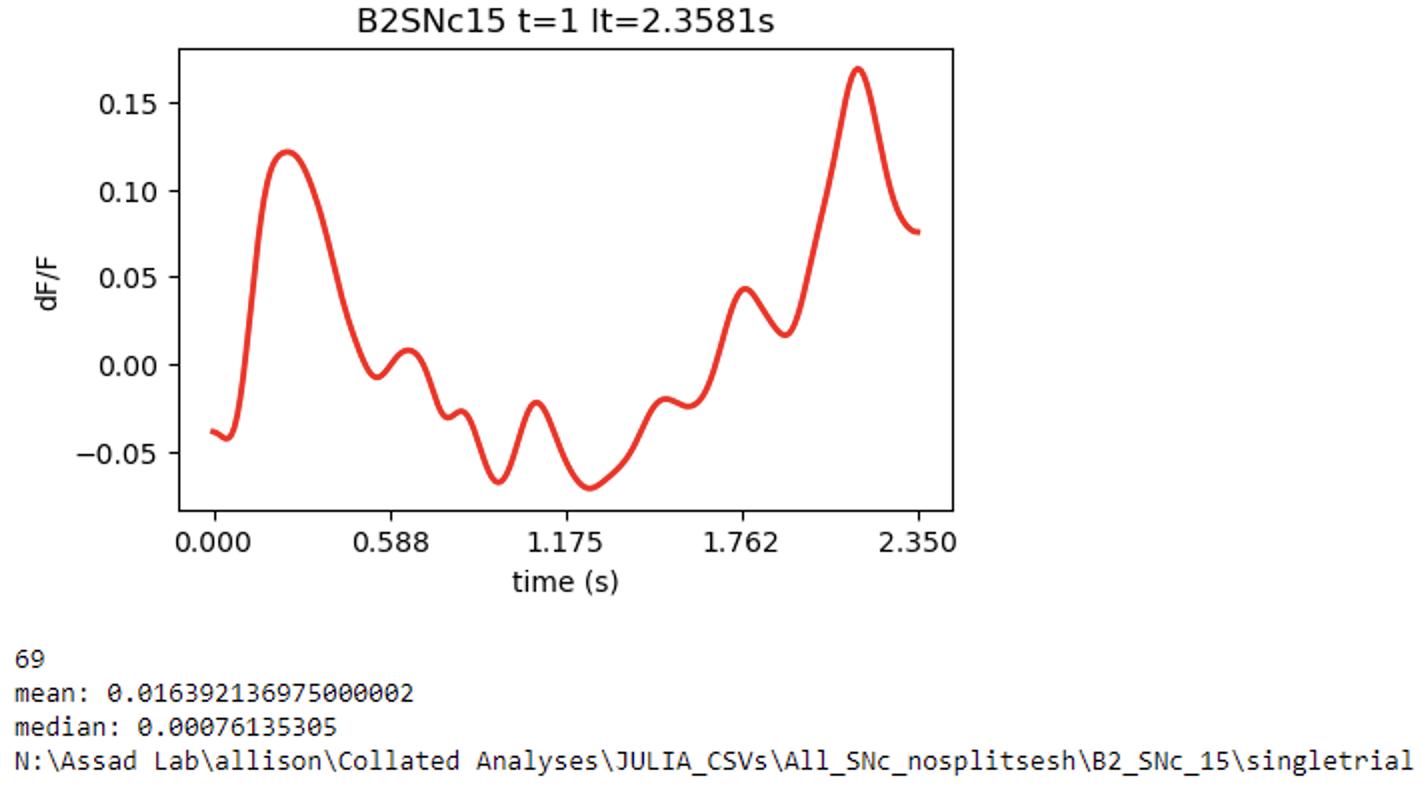 B2SNc15 t=1 lt=2.3581s
0.15
0.10
0.05
0.00
−0.05
dF/F
0.000 0.588 1.175 1.762 2.350
time (s)
69
mean: 0.016392136975000002
median: 0.00076135305
N:\Assad Lab\allison\Collated Analyses\JULIA_CSVs\All_SNc_nosplitsesh\B2_SNc_15\singletrial